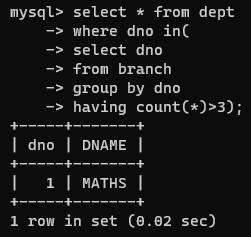 mysql> select * from dept
    -> where dno in(
    -> select dno
    -> from branch
    -> group by dno
    -> having count(*)>3);
+-----+-------+
| dno | DNAME |
+-----+-------+
|   1 | MATHS |
+-----+-------+
1 row in set (0.02 sec)